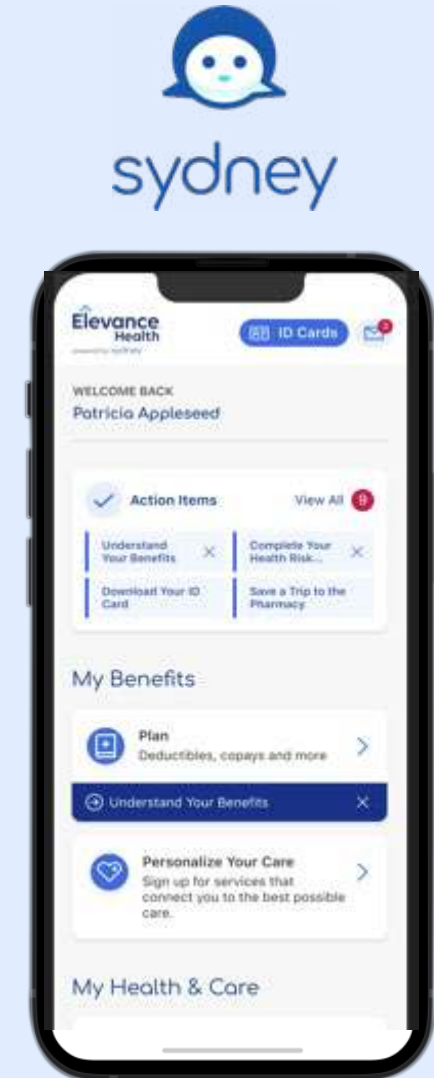 sydney
Elevance
Health
ID Cards
3
WELCOME BACK
Patricia Appleseed
Action Items
View All 9
Understand
Your Benefits
Complete Your
Health Risk...
Download Your ID
Card
Save a Trip to the
Pharmacy
My Benefits
Plan
Deductibles, copays and more
Understand Your Benefits
Personalize Your Care
Sign up for services that
connect you to the best possible
care.
My Health & Care